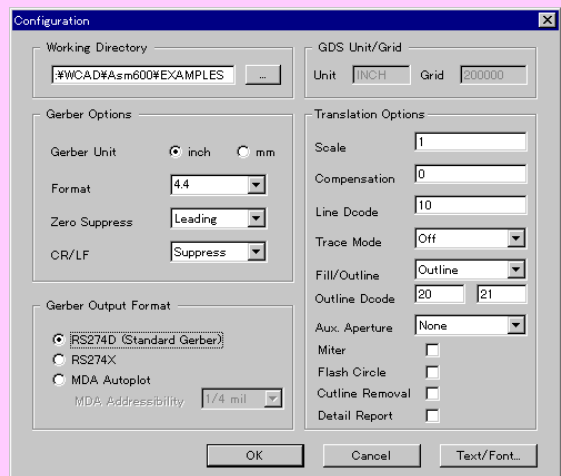 Configuration
Working Directory
:¥WCAD¥Asm600¥EXAMPLES ...
GDS Unit/Grid
Unit INCH Grid 200000
Gerber Options
Gerber Unit inch mm
Format 4.4
Zero Suppress Leading
CR/LF Suppress
Gerber Output Format
RS274D (Standard Gerber)
RS274X
MDA Autoplot
MDA Addressibility 1/4 mil
Translation Options
Scale 1
Compensation 0
Line Dcode 10
Trace Mode Off
Fill/Outline Outline
Outline Dcode 20 21
Aux. Aperture None
Miter
Flash Circle
Cutline Removal
Detail Report
OK Cancel Text/Font...